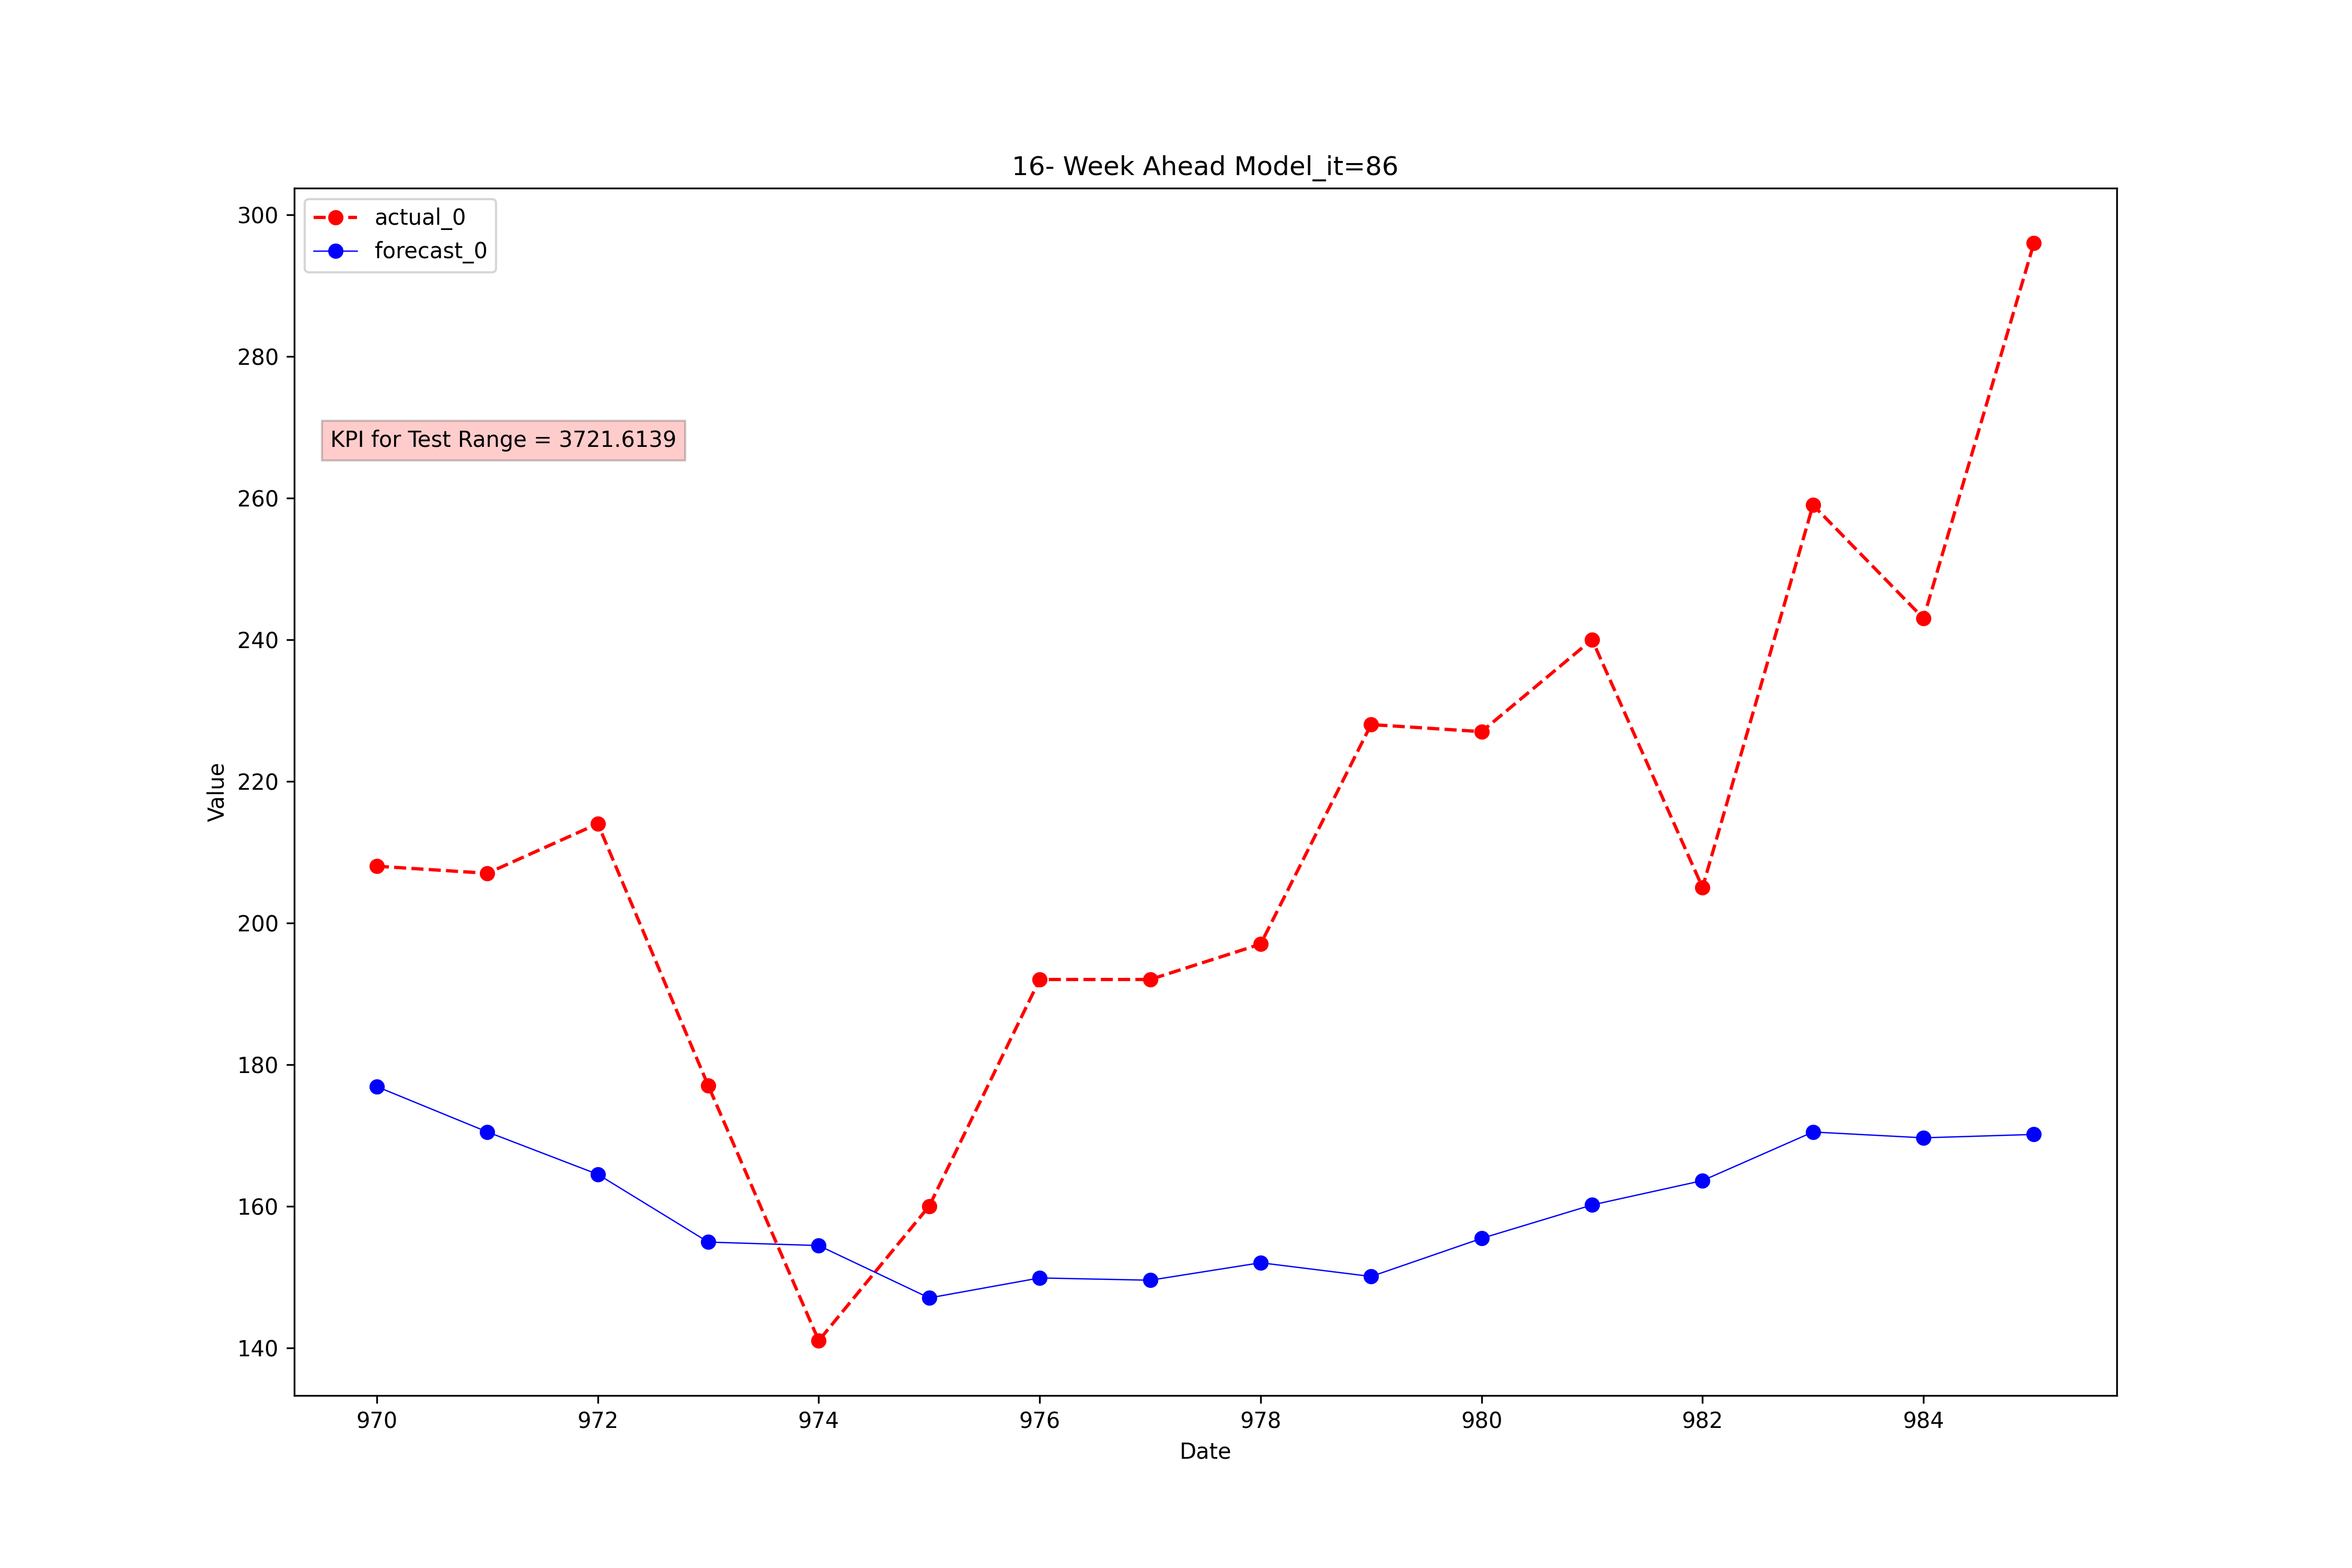 16- Week Ahead Model_it=86
actual_0
forecast_0
KPI for Test Range = 3721.6139
300
280
260
240
220
200
180
160
140
Value
970 972 974 976 978 980 982 984
Date